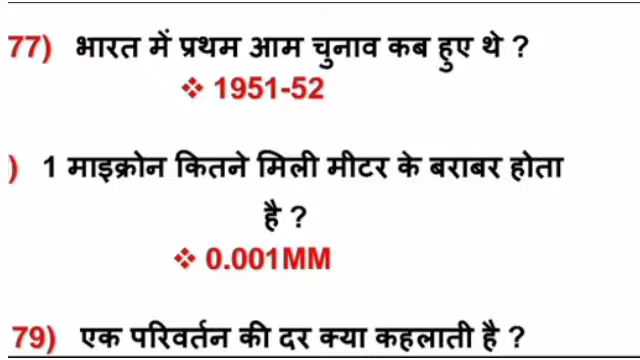 77) भारत में प्रथम आम चुनाव कब हुए थे ?
❖ 1951-52
) 1 माइक्रोन कितने मिली मीटर के बराबर होता
है ?
❖ 0.001MM
79) एक परिवर्तन की दर क्या कहलाती है ?